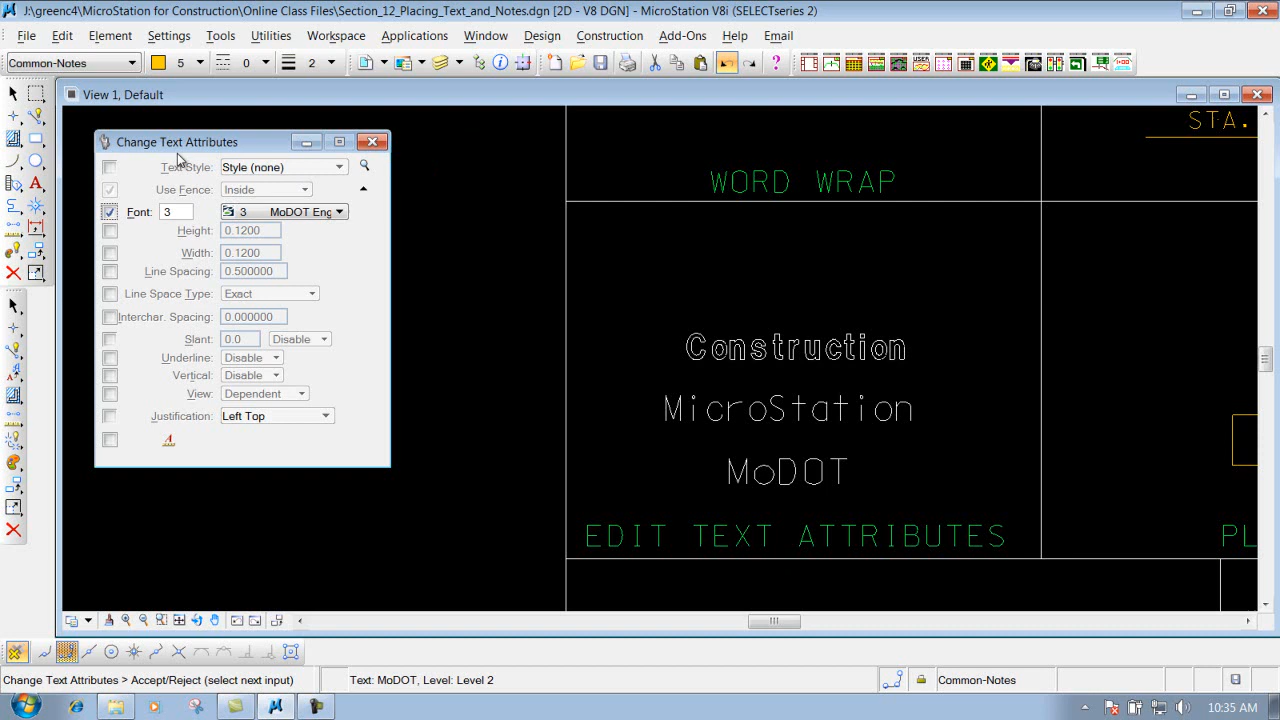 J:\greenc4\MicroStation for Construction\Online Class Files\Section_12_Placing_Text_and_Notes.dgn [2D - V8 DGN] - MicroStation V8i (SELECTseries 2)
File Edit Element Settings Tools Utilities Workspace Applications Window Design Construction Add-Ons Help Email
Common-Notes 5 0 2
View 1, Default
Change Text Attributes
Text Style: Style (none)
Use Fence: Inside
Font: 3 3 MoDOT Eng
Height: 0.1200
Width: 0.1200
Line Spacing: 0.500000
Line Space Type: Exact
Interchar. Spacing: 0.000000
Slant: 0.0 Disable
Underline: Disable
Vertical: Disable
View: Dependent
Justification: Left Top
STA.
WORD WRAP
Construction
MicroStation
MoDOT
EDIT TEXT ATTRIBUTES
PL
Change Text Attributes > Accept/Reject (select next input) Text: MoDOT, Level: Level 2 Common-Notes
10:35 AM